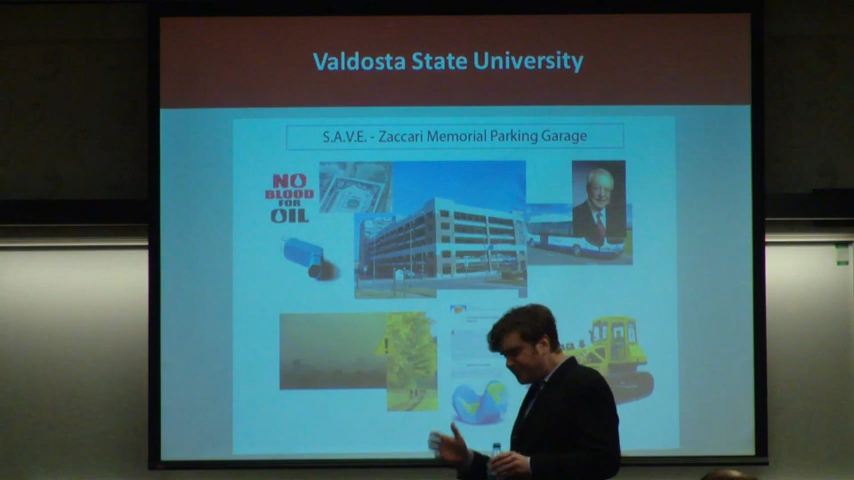 Valdosta State University
S.A.V.E. - Zaccari Memorial Parking Garage
NO
BLOOD
FOR
OIL